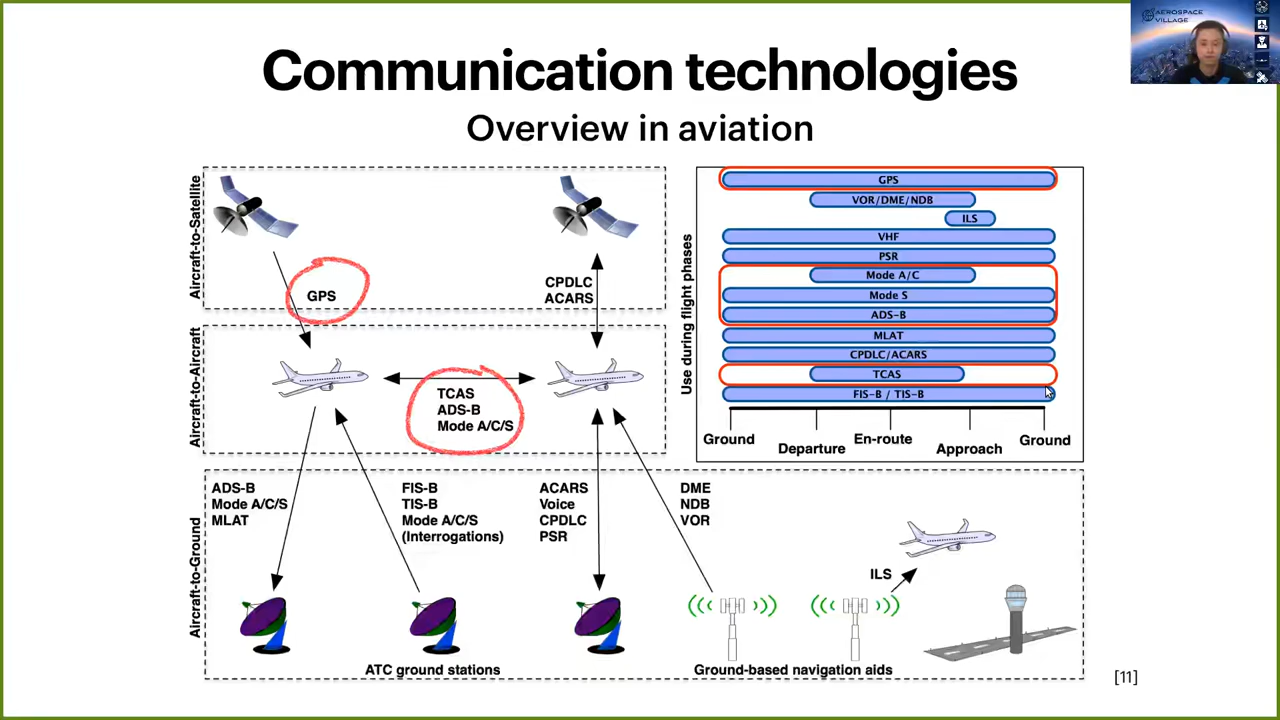 AEROSPACE
VILLAGE
Communication technologies
Overview in aviation
Aircraft-to-Satellite
GPS
CPDLC
ACARS
Aircraft-to-Aircraft
TCAS
ADS-B
Mode A/C/S
Aircraft-to-Ground
ADS-B
Mode A/C/S
MLAT
FIS-B
TIS-B
Mode A/C/S
(Interrogations)
ACARS
Voice
CPDLC
PSR
DME
NDB
VOR
ILS
ATC ground stations
Ground-based navigation aids
Use during flight phases
GPS
VOR/DME/NDB
ILS
VHF
PSR
Mode A/C
Mode S
ADS-B
MLAT
CPDLC/ACARS
TCAS
FIS-B / TIS-B
Ground
Departure
En-route
Approach
Ground
[11]